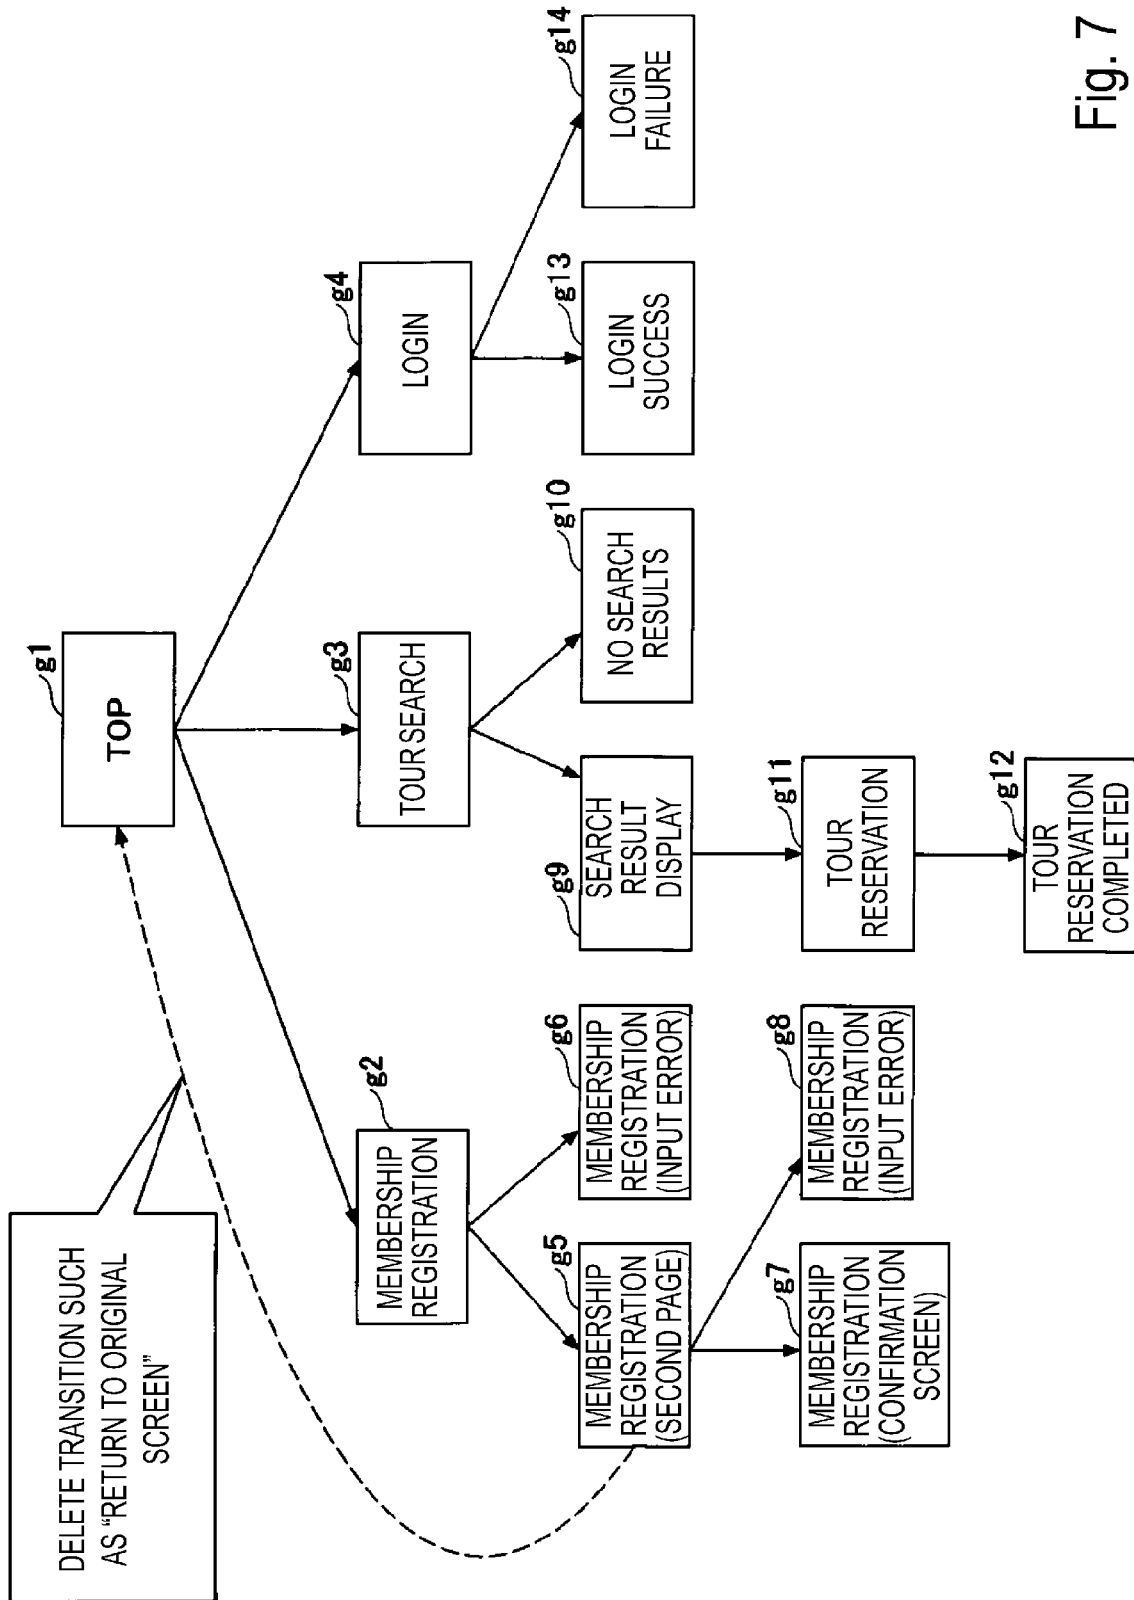 DELETE TRANSITION SUCH
AS "RETURN TO ORIGINAL
SCREEN"
g1
TOP
g2
MEMBERSHIP
REGISTRATION
g3
TOUR SEARCH
g4
LOGIN
g5
MEMBERSHIP
REGISTRATION
(SECOND PAGE)
g6
MEMBERSHIP
REGISTRATION
(INPUT ERROR)
g9
SEARCH
RESULT
DISPLAY
g10
NO SEARCH
RESULTS
g13
LOGIN
SUCCESS
g14
LOGIN
FAILURE
g7
MEMBERSHIP
REGISTRATION
(CONFIRMATION
SCREEN)
g8
MEMBERSHIP
REGISTRATION
(INPUT ERROR)
g11
TOUR
RESERVATION
g12
TOUR
RESERVATION
COMPLETED
Fig. 7